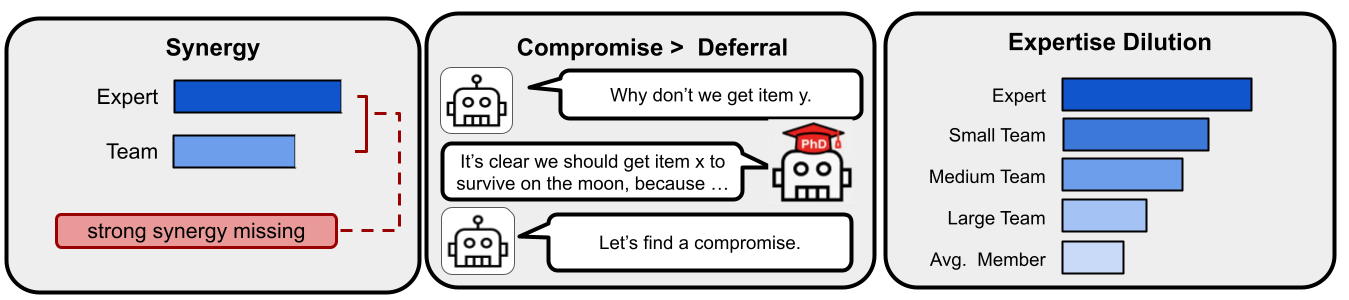 Synergy
Expert
Team
strong synergy missing
Compromise > Deferral
Why don't we get item y.
PhD
It's clear we should get item x to
survive on the moon, because ...
Let's find a compromise.
Expertise Dilution
Expert
Small Team
Medium Team
Large Team
Avg. Member